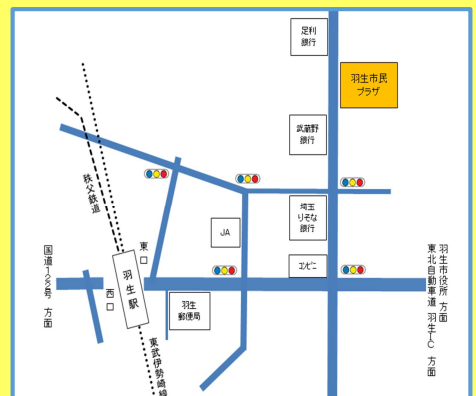 足利
銀行
羽生市民
プラザ
武蔵野
銀行
秩父鉄道
埼玉
りそな
銀行
JA
東口
コンビニ
羽生市役所 方面
東北自動車道 羽生IC 方面
国道122号 方面
西口
羽生駅
羽生
郵便局
東武伊勢崎線